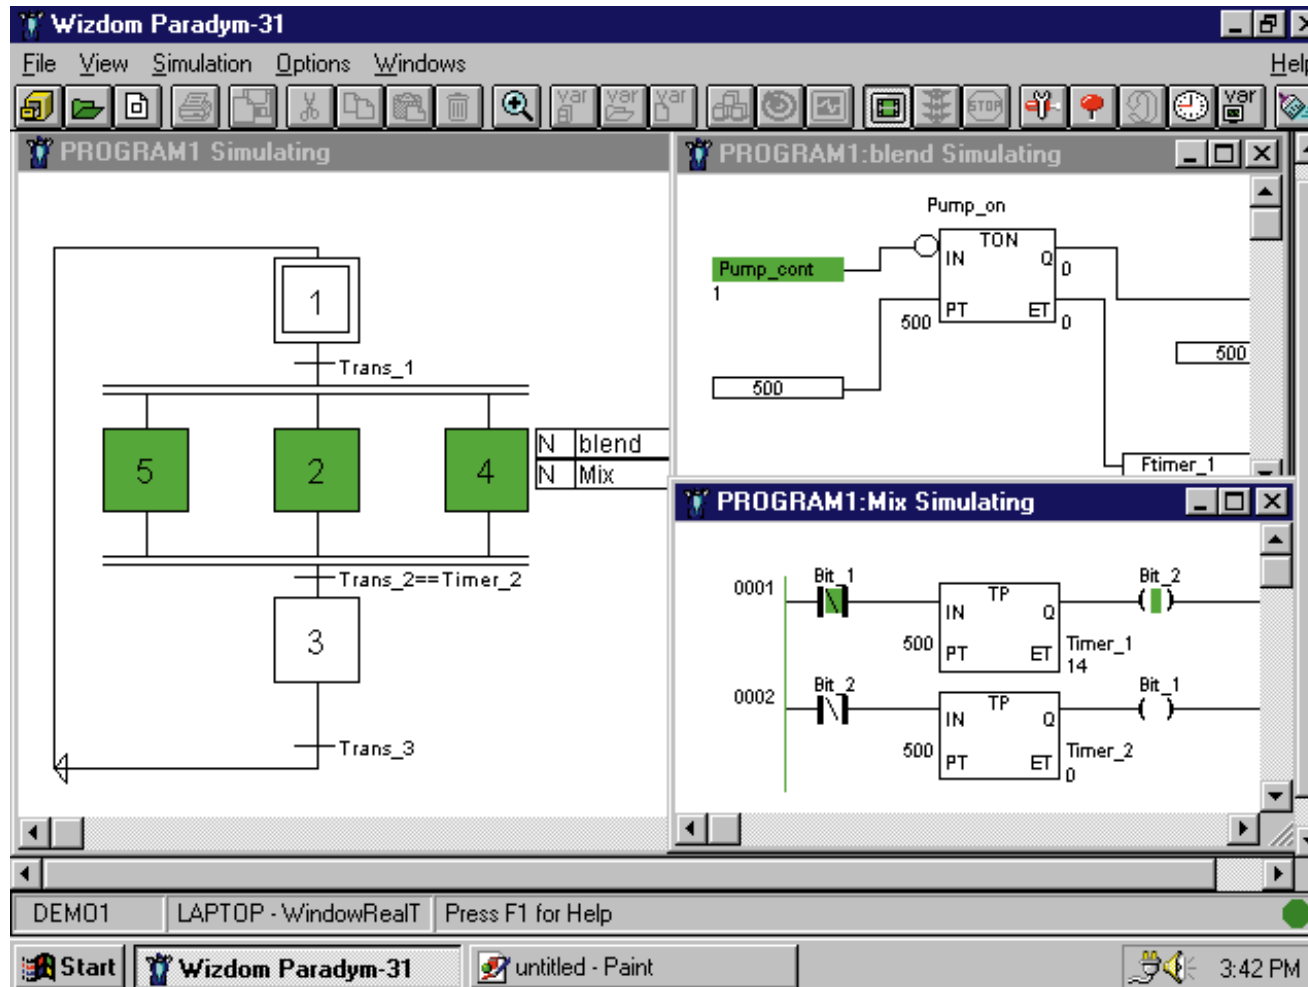 Wizdom Paradym-31
File View Simulation Options Windows Help
var var var STOP var
PROGRAM1 Simulating
1
Trans_1
5 2 4
N blend
N Mix
Trans_2==Timer_2
3
Trans_3
PROGRAM1:blend Simulating
Pump_on
TON
IN Q
0
Pump_cont
1
500 PT ET
0
500
500
Ftimer_1
PROGRAM1:Mix Simulating
0001 Bit_1 TP Bit_2
IN Q
500 PT ET Timer_1
14
0002 Bit_2 TP Bit_1
IN Q
500 PT ET Timer_2
0
DEMO1 LAPTOP - WindowRealT Press F1 for Help
Start Wizdom Paradym-31 untitled - Paint 3:42 PM